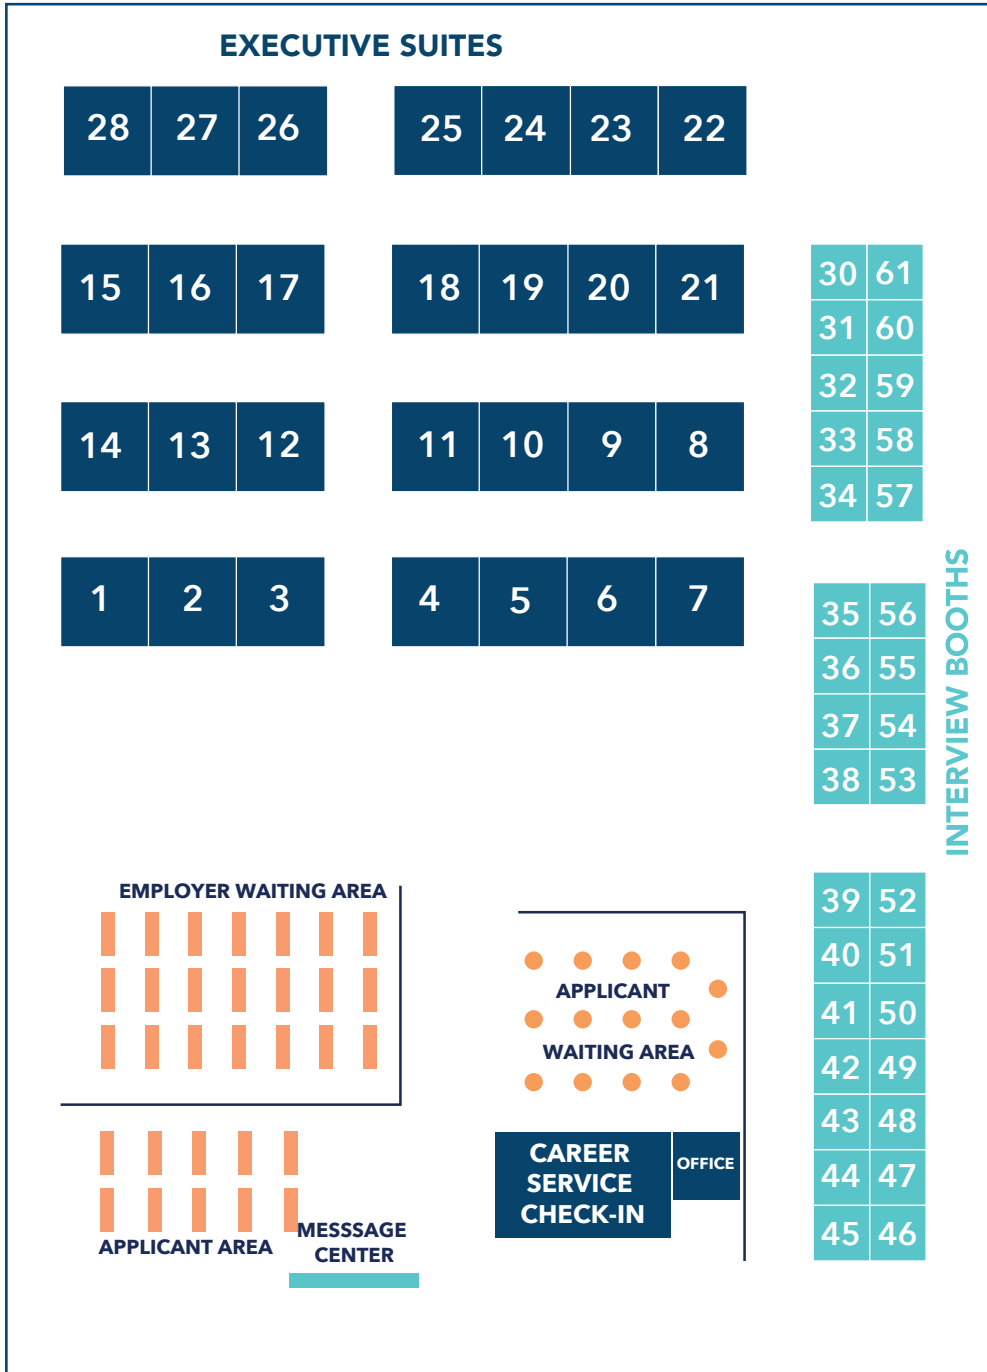 EXECUTIVE SUITES
28 27 26 25 24 23 22
15 16 17 18 19 20 21
14 13 12 11 10 9 8
1 2 3 4 5 6 7
30 61
31 60
32 59
33 58
34 57
35 56
36 55
37 54
38 53
39 52
40 51
41 50
42 49
43 48
44 47
45 46
INTERVIEW BOOTHS
EMPLOYER WAITING AREA
APPLICANT
WAITING AREA
CAREER
SERVICE
CHECK-IN
OFFICE
APPLICANT AREA
MESSSAGE
CENTER